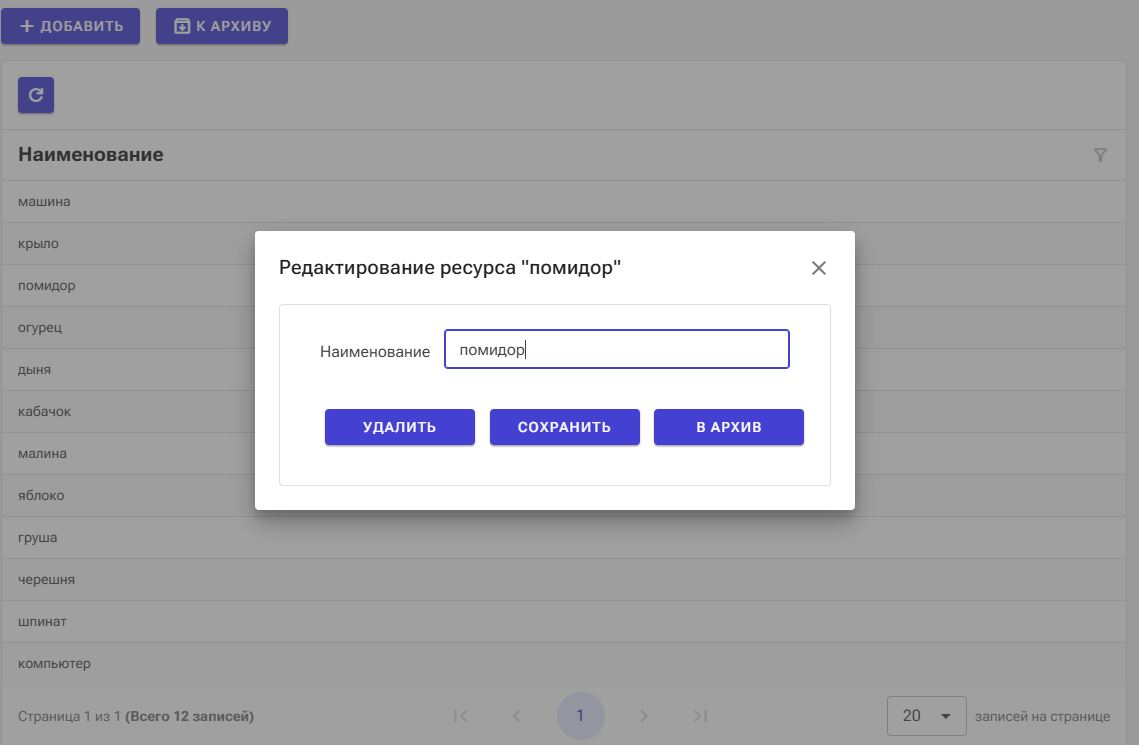 ДОБАВИТЬ К АРХИВУ
Наименование
машина
крыло
помидор
огурец
дыня
кабачок
малина
яблоко
груша
черешня
шпинат
компьютер
Редактирование ресурса "помидор"
Наименование помидор
УДАЛИТЬ СОХРАНИТЬ В АРХИВ
Страница 1 из 1 (Всего 12 записей) 1 20 записей на странице